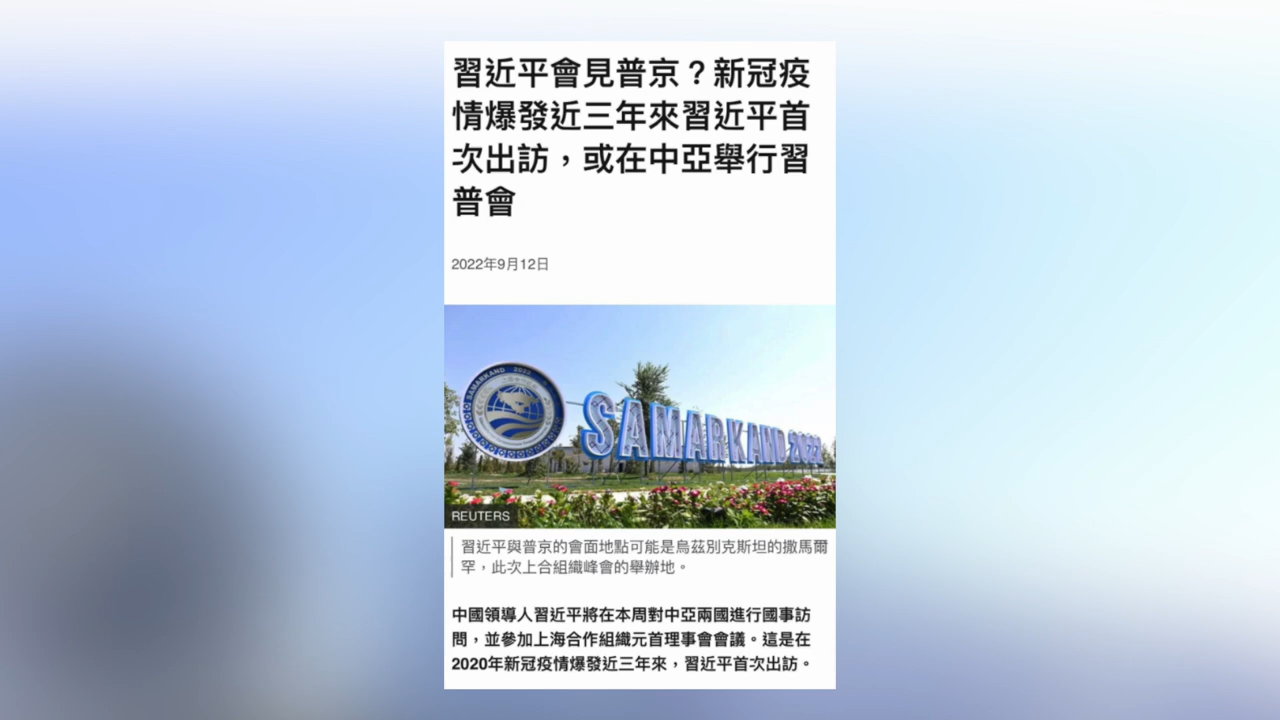 習近平會見普京？新冠疫
情爆發近三年來習近平首
次出訪，或在中亞舉行習
普會
2022年9月12日
SAMARKAND 2022
SAMARKAND 2022
REUTERS
習近平與普京的會面地點可能是烏茲別克斯坦的撒馬爾
罕，此次上合組織峰會的舉辦地。
中國領導人習近平將在本周對中亞兩國進行國事訪
問，並參加上海合作組織元首理事會會議。這是在
2020年新冠疫情爆發近三年來，習近平首次出訪。